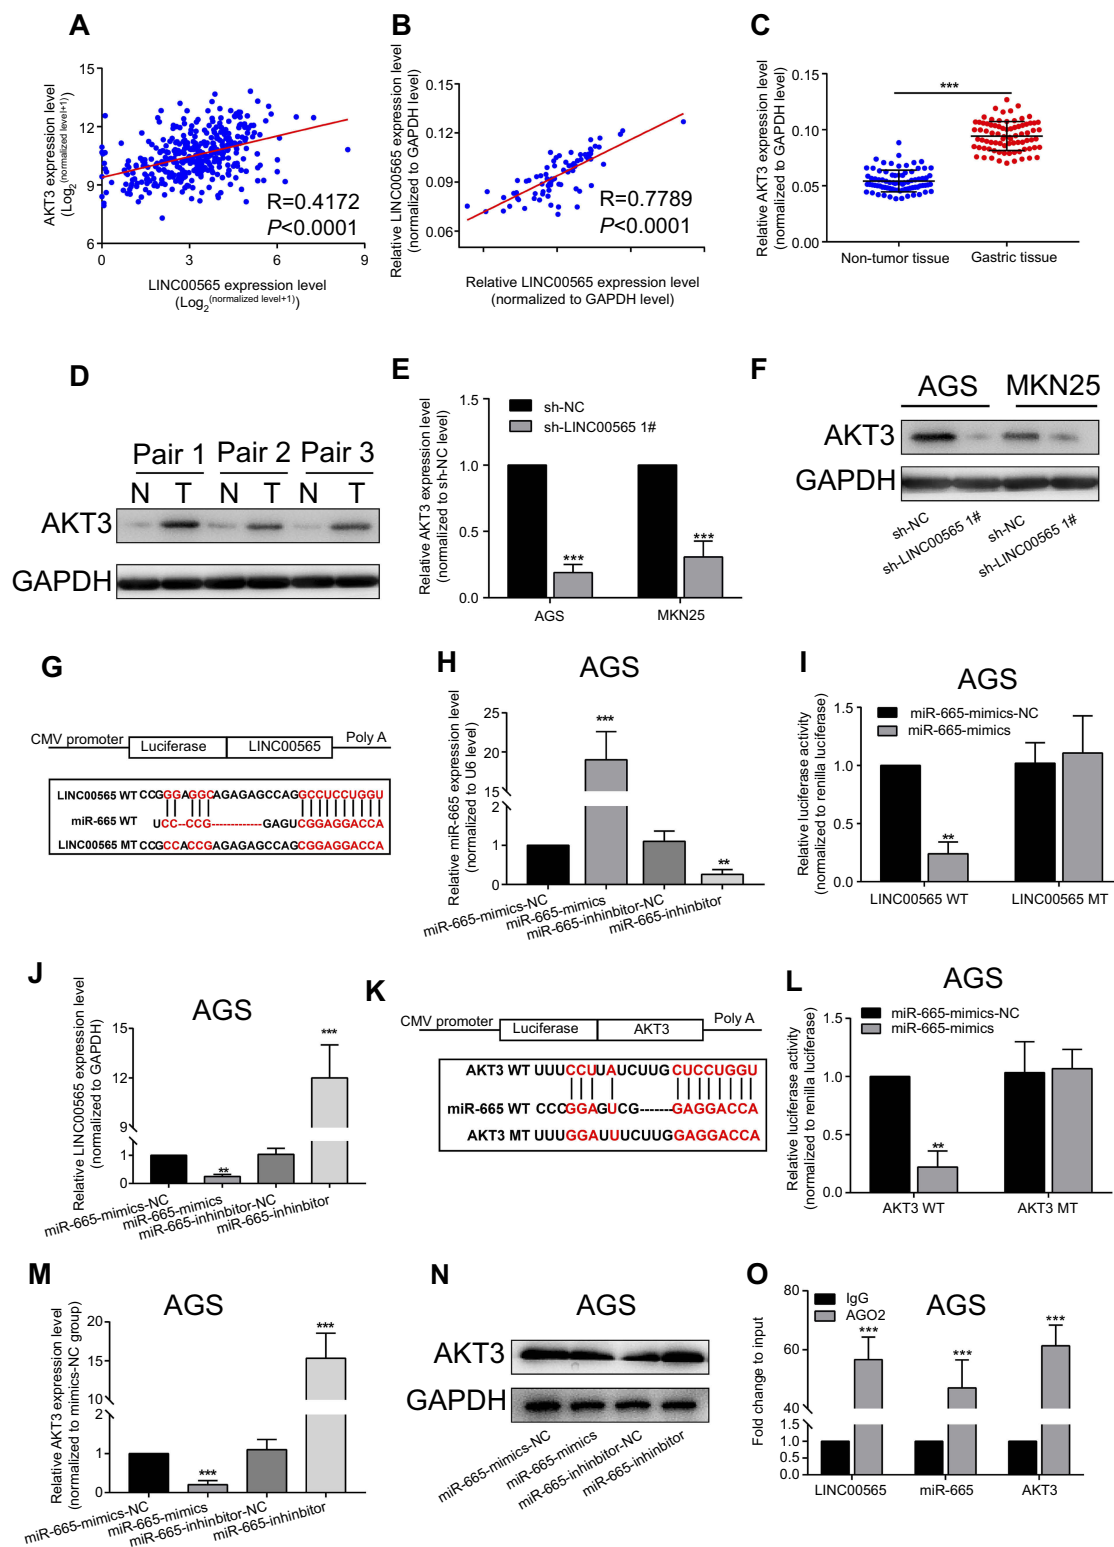 A
AKT3 expression level
(Log2(normalized level+1))
15
12
9
6
0
3
6
9
R=0.4172
P<0.0001
LINC00565 expression level
(Log2(normalized level+1))
B
Relative LINC00565 expression level
(normalized to GAPDH level)
0.15
0.12
0.09
0.06
R=0.7789
P<0.0001
Relative LINC00565 expression level
(normalized to GAPDH level)
C
Relative AKT3 expression level
(normalized to GAPDH level)
0.15
0.10
0.05
0.00
***
Non-tumor tissue
Gastric tissue
D
Pair 1 Pair 2 Pair 3
N T N T N T
AKT3
GAPDH
E
Relative AKT3 expression level
(normalized to sh-NC level)
1.5
1.0
0.5
0.0
sh-NC
sh-LINC00565 1#
***
***
AGS
MKN25
F
AGS MKN25
AKT3
GAPDH
sh-NC
sh-LINC00565 1#
sh-NC
sh-LINC00565 1#
G
CMV promoter
Luciferase
LINC00565
Poly A
LINC00565 WT CCGGGAGGCAGAGAGCCAGGCCUCCUGGU
miR-665 WT UCC--CCG-------------GAGUCGGAGGACCA
LINC00565 MT CCGCCACCGAGAGAGCCAGCGGAGGACCA
H
AGS
Relative miR-665 expression level
(normalized to U6 level)
25
20
15
2
1
0
***
**
miR-665-mimics-NC
miR-665-mimics
miR-665-inhinbitor-NC
miR-665-inhinbitor
I
AGS
Relative luciferase activity
(normalized to renilla luciferase)
1.5
1.0
0.5
0.0
miR-665-mimics-NC
miR-665-mimics
**
LINC00565 WT
LINC00565 MT
J
AGS
Relative LINC00565 expression level
(normalized to GAPDH)
15
12
9
1
0
**
***
miR-665-mimics-NC
miR-665-mimics
miR-665-inhinbitor-NC
miR-665-inhinbitor
K
CMV promoter
Luciferase
AKT3
Poly A
AKT3 WT UUUCCUUAUCUUGCUCCUGGU
miR-665 WT CCCGGAGUCG-------GAGGACCA
AKT3 MT UUUGGAUUUCUUGGAGGACCA
L
AGS
Relative luciferase activity
(normalized to renilla luciferase)
1.5
1.0
0.5
0.0
miR-665-mimics-NC
miR-665-mimics
**
AKT3 WT
AKT3 MT
M
AGS
Relative AKT3 expression level
(normalized to mimics-NC group)
20
15
10
2
1
0
***
***
miR-665-mimics-NC
miR-665-mimics
miR-665-inhinbitor-NC
miR-665-inhinbitor
N
AGS
AKT3
GAPDH
miR-665-mimics-NC
miR-665-mimics
miR-665-inhinbitor-NC
miR-665-inhinbitor
O
AGS
Fold change to input
80
60
40
1.5
1.0
0.5
0.0
IgG
AGO2
***
***
***
LINC00565
miR-665
AKT3